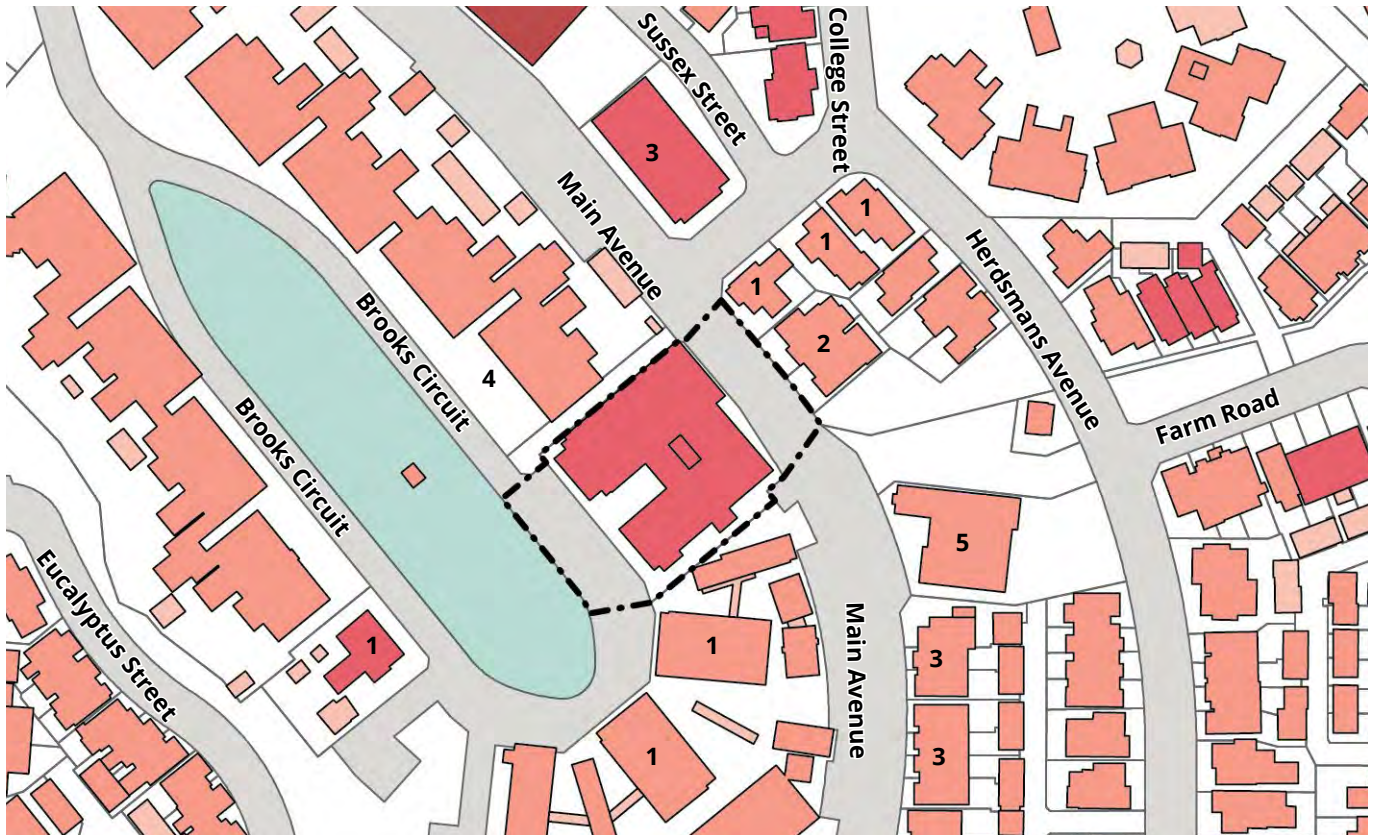 Sussex Street
College Street
3
Main Avenue
1
1
1
Herdsmans Avenue
2
Brooks Circuit
4
Farm Road
Brooks Circuit
5
Eucalyptus Street
1
1
Main Avenue
3
1
3